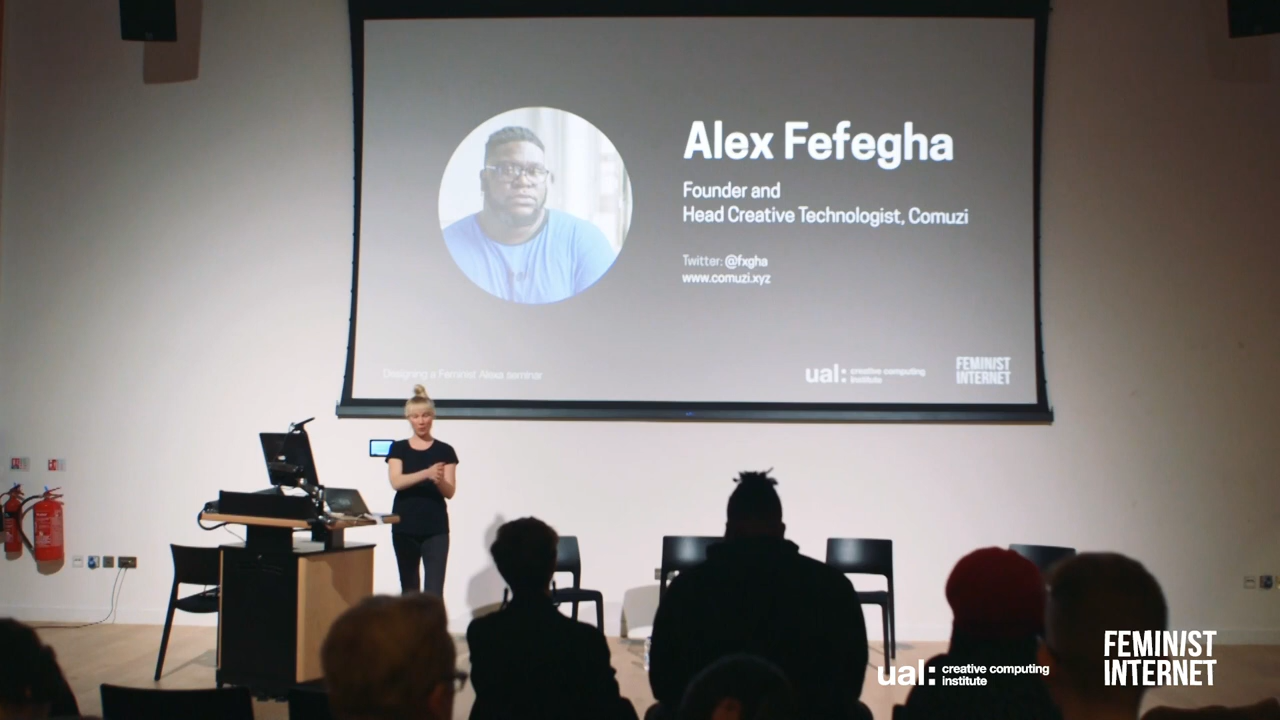 Alex Fefegha
Founder and
Head Creative Technologist, Comuzi
Twitter: @fxgha
www.comuzi.xyz
Designing a Feminist Alexa seminar
ual: creative computing
institute
FEMINIST
INTERNET
ual: creative computing
institute
FEMINIST
INTERNET